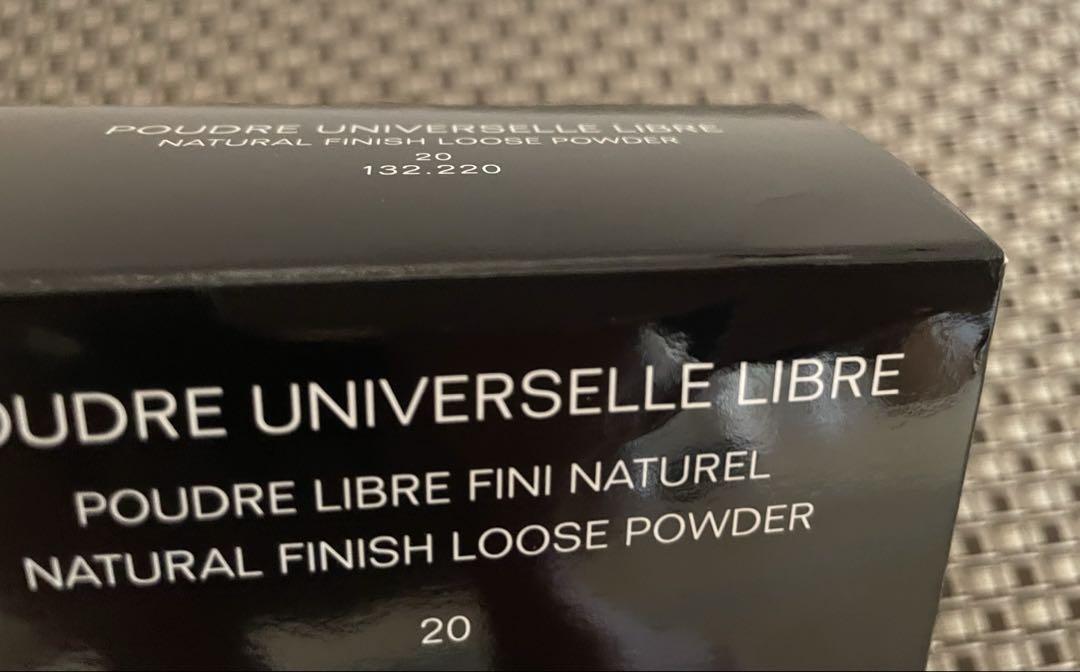 POUDRE UNIVERSELLE LIBRE
NATURAL FINISH LOOSE POWDER
20
132.220
OUDRE UNIVERSELLE LIBRE
POUDRE LIBRE FINI NATUREL
NATURAL FINISH LOOSE POWDER
20